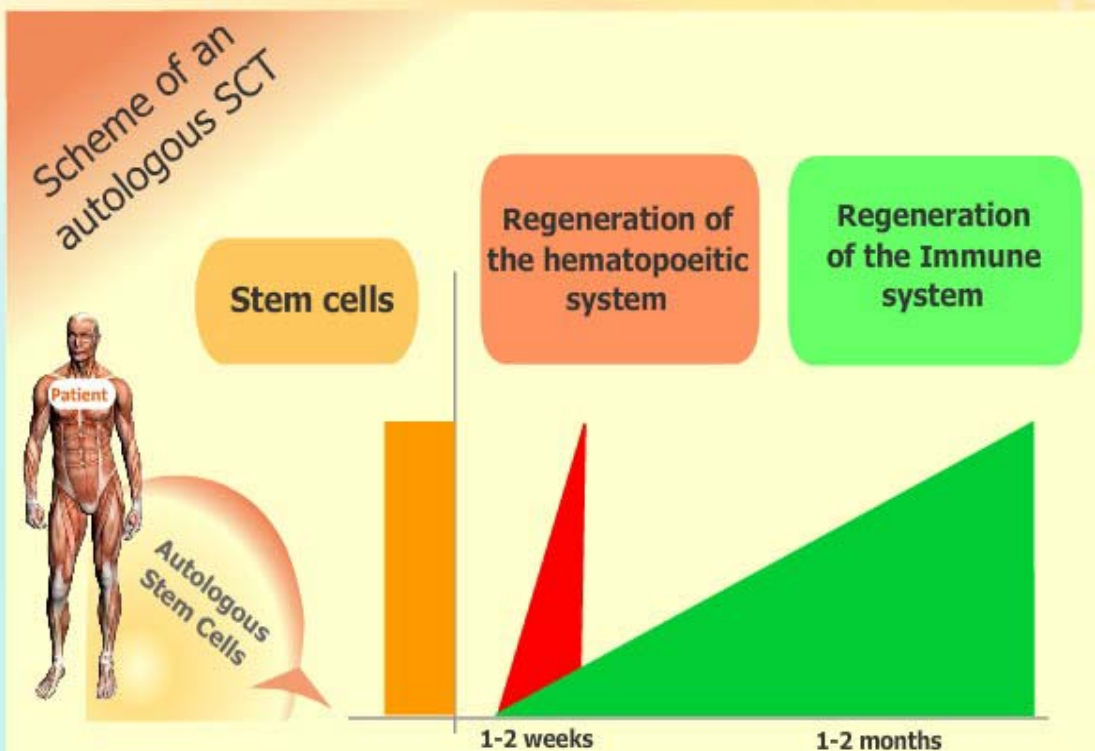 Scheme of an
autologous SCT
Stem cells
Regeneration of
the hematopoeitic
system
Regeneration
of the Immune
system
Patient
Autologous
Stem Cells
1-2 weeks
1-2 months